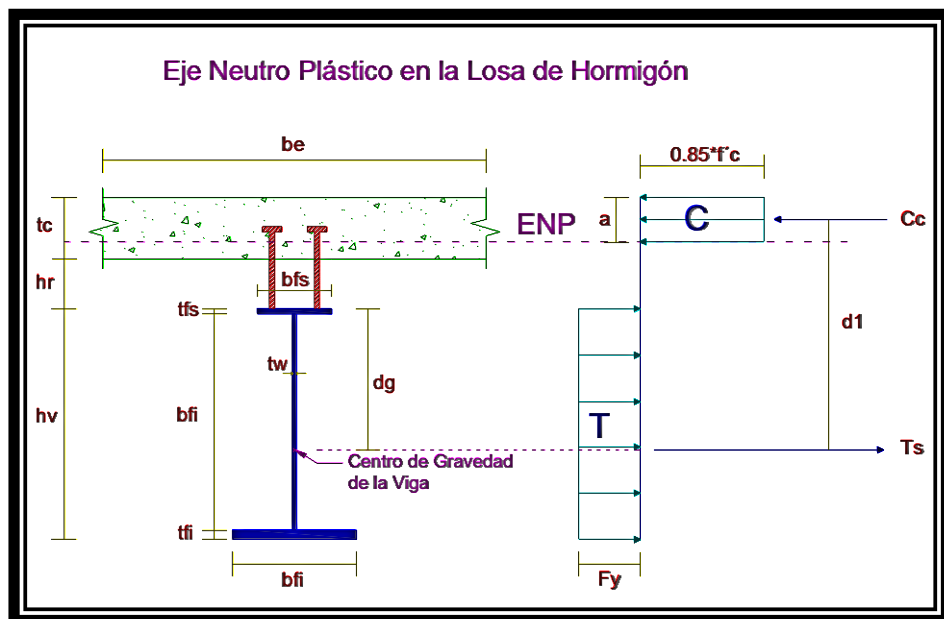 Eje Neutro Plástico en la Losa de Hormigón
be
0.85*f´c
tc
ENP
a
C
Cc
hr
bfs
tfs
d1
tw
dg
hv
bfi
T
Centro de Gravedad
de la Viga
Ts
tfi
bfi
Fy